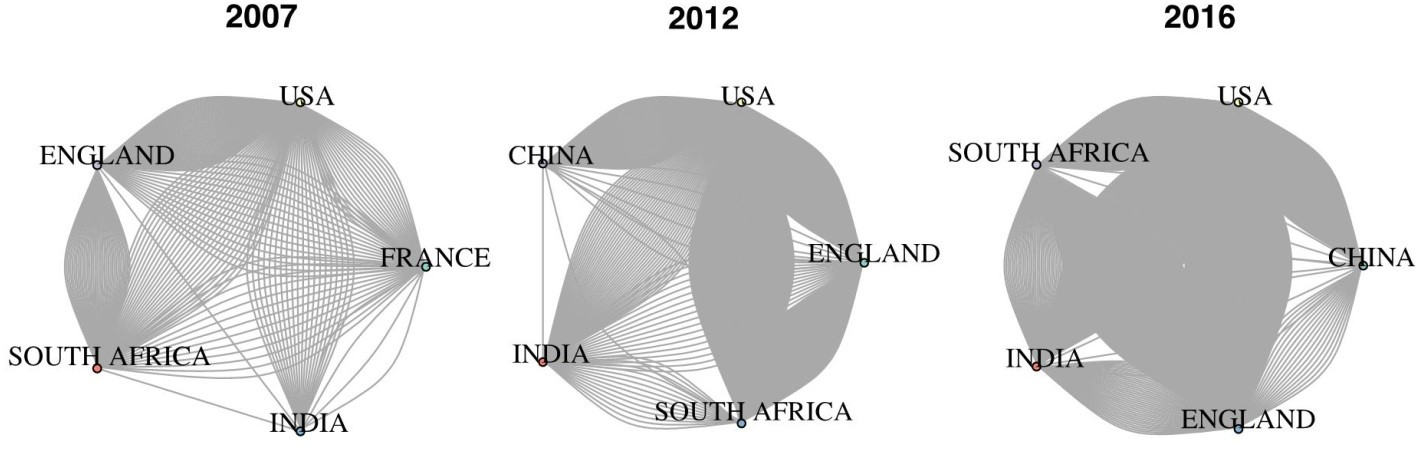 2007
USA
ENGLAND
FRANCE
SOUTH AFRICA
INDIA
2012
USA
CHINA
ENGLAND
INDIA
SOUTH AFRICA
2016
USA
SOUTH AFRICA
CHINA
INDIA
ENGLAND